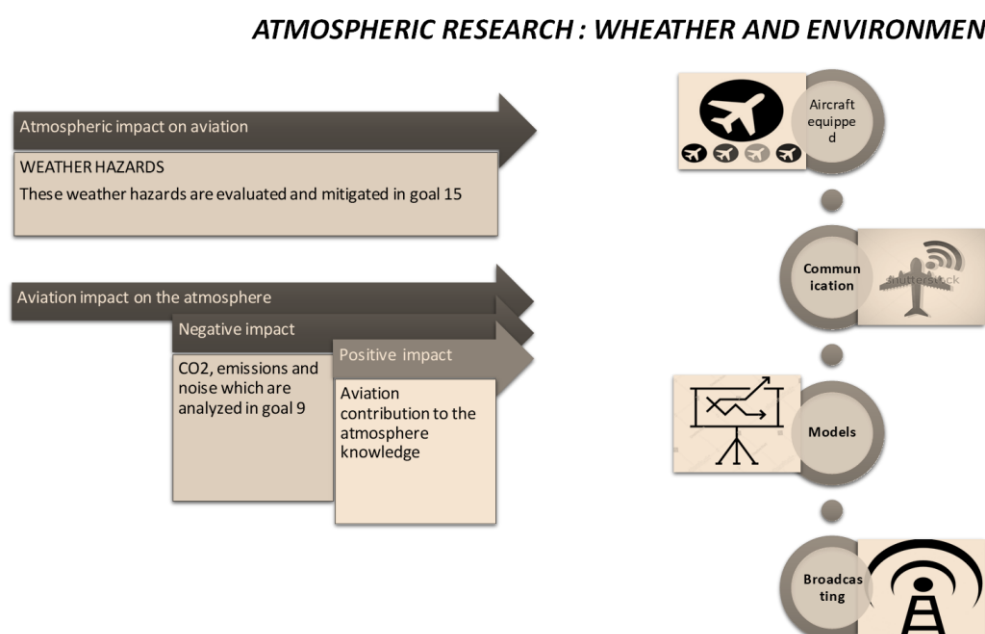 ATMOSPHERIC RESEARCH : WHEATHER AND ENVIRONMEN
Atmospheric impact on aviation
WEATHER HAZARDS
These weather hazards are evaluated and mitigated in goal 15
Aviation impact on the atmosphere
Negative impact
CO2, emissions and
noise which are
analyzed in goal 9
Positive impact
Aviation
contribution to the
atmosphere
knowledge
Aircraft
equippe
d
Commun
ication
shutterstock
Models
Broadcas
ting